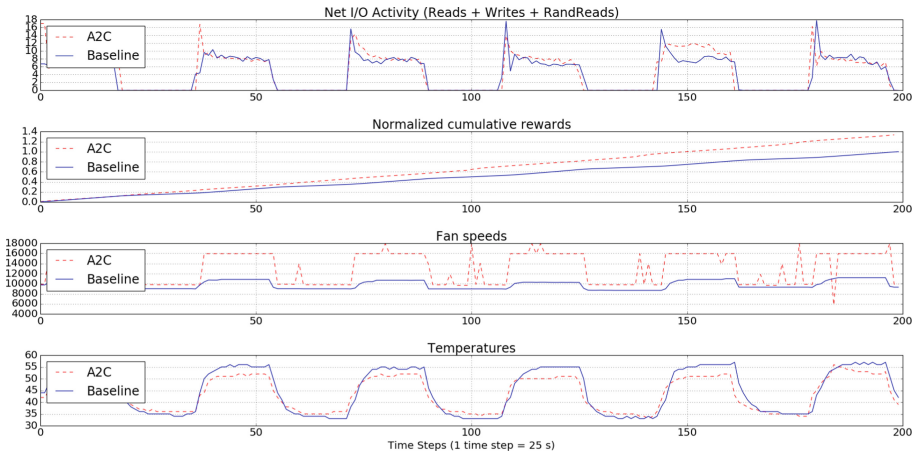 Net I/O Activity (Reads + Writes + RandReads)
18
16
14
12
10
8
6
4
2
0
A2C
Baseline
0 50 100 150 200
Normalized cumulative rewards
1.4
1.2
1.0
0.8
0.6
0.4
0.2
0.0
A2C
Baseline
0 50 100 150 200
Fan speeds
18000
16000
14000
12000
10000
8000
6000
4000
A2C
Baseline
0 50 100 150 200
Temperatures
60
55
50
45
40
35
30
A2C
Baseline
0 50 100 150 200
Time Steps (1 time step = 25 s)